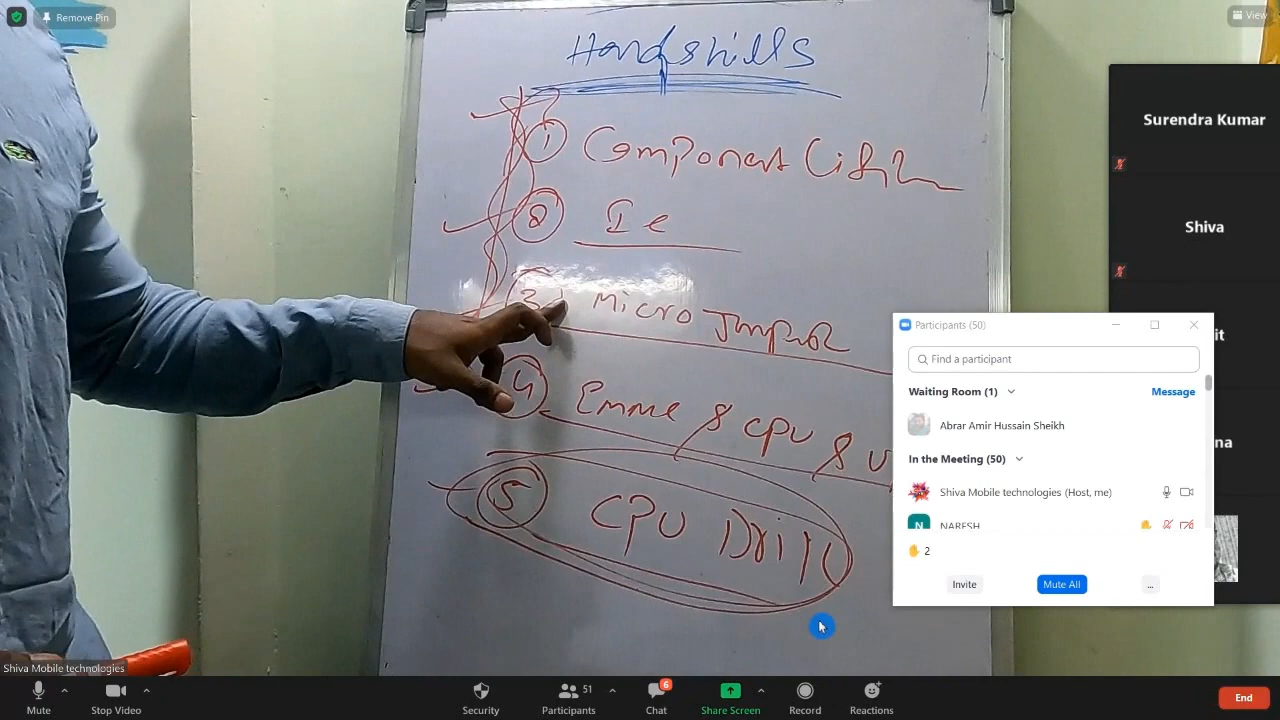 Remove Pin
View
Hardskills
① Component
② Ic
3 Micro Jumper
④ Emmc & CPU & U
⑤ CPU Drill
Surendra Kumar
Shiva
it
na
Participants (50)
Find a participant
Waiting Room (1)
Message
Abrar Amir Hussain Sheikh
In the Meeting (50)
Shiva Mobile technologies (Host, me)
N NARESH
2
Invite
Mute All
...
Shiva Mobile technologies
Mute
Stop Video
Security
Participants 51
Chat 6
Share Screen
Record
Reactions
End